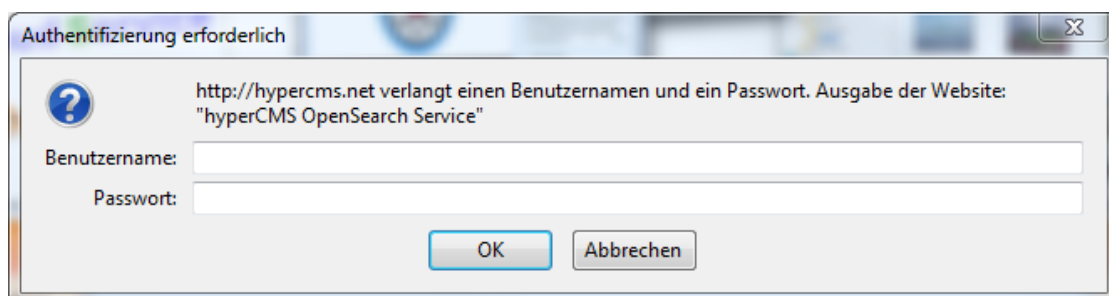 Authentifizierung erforderlich
http://hypercms.net verlangt einen Benutzernamen und ein Passwort. Ausgabe der Website:
"hyperCMS OpenSearch Service"
Benutzername:
Passwort:
OK Abbrechen